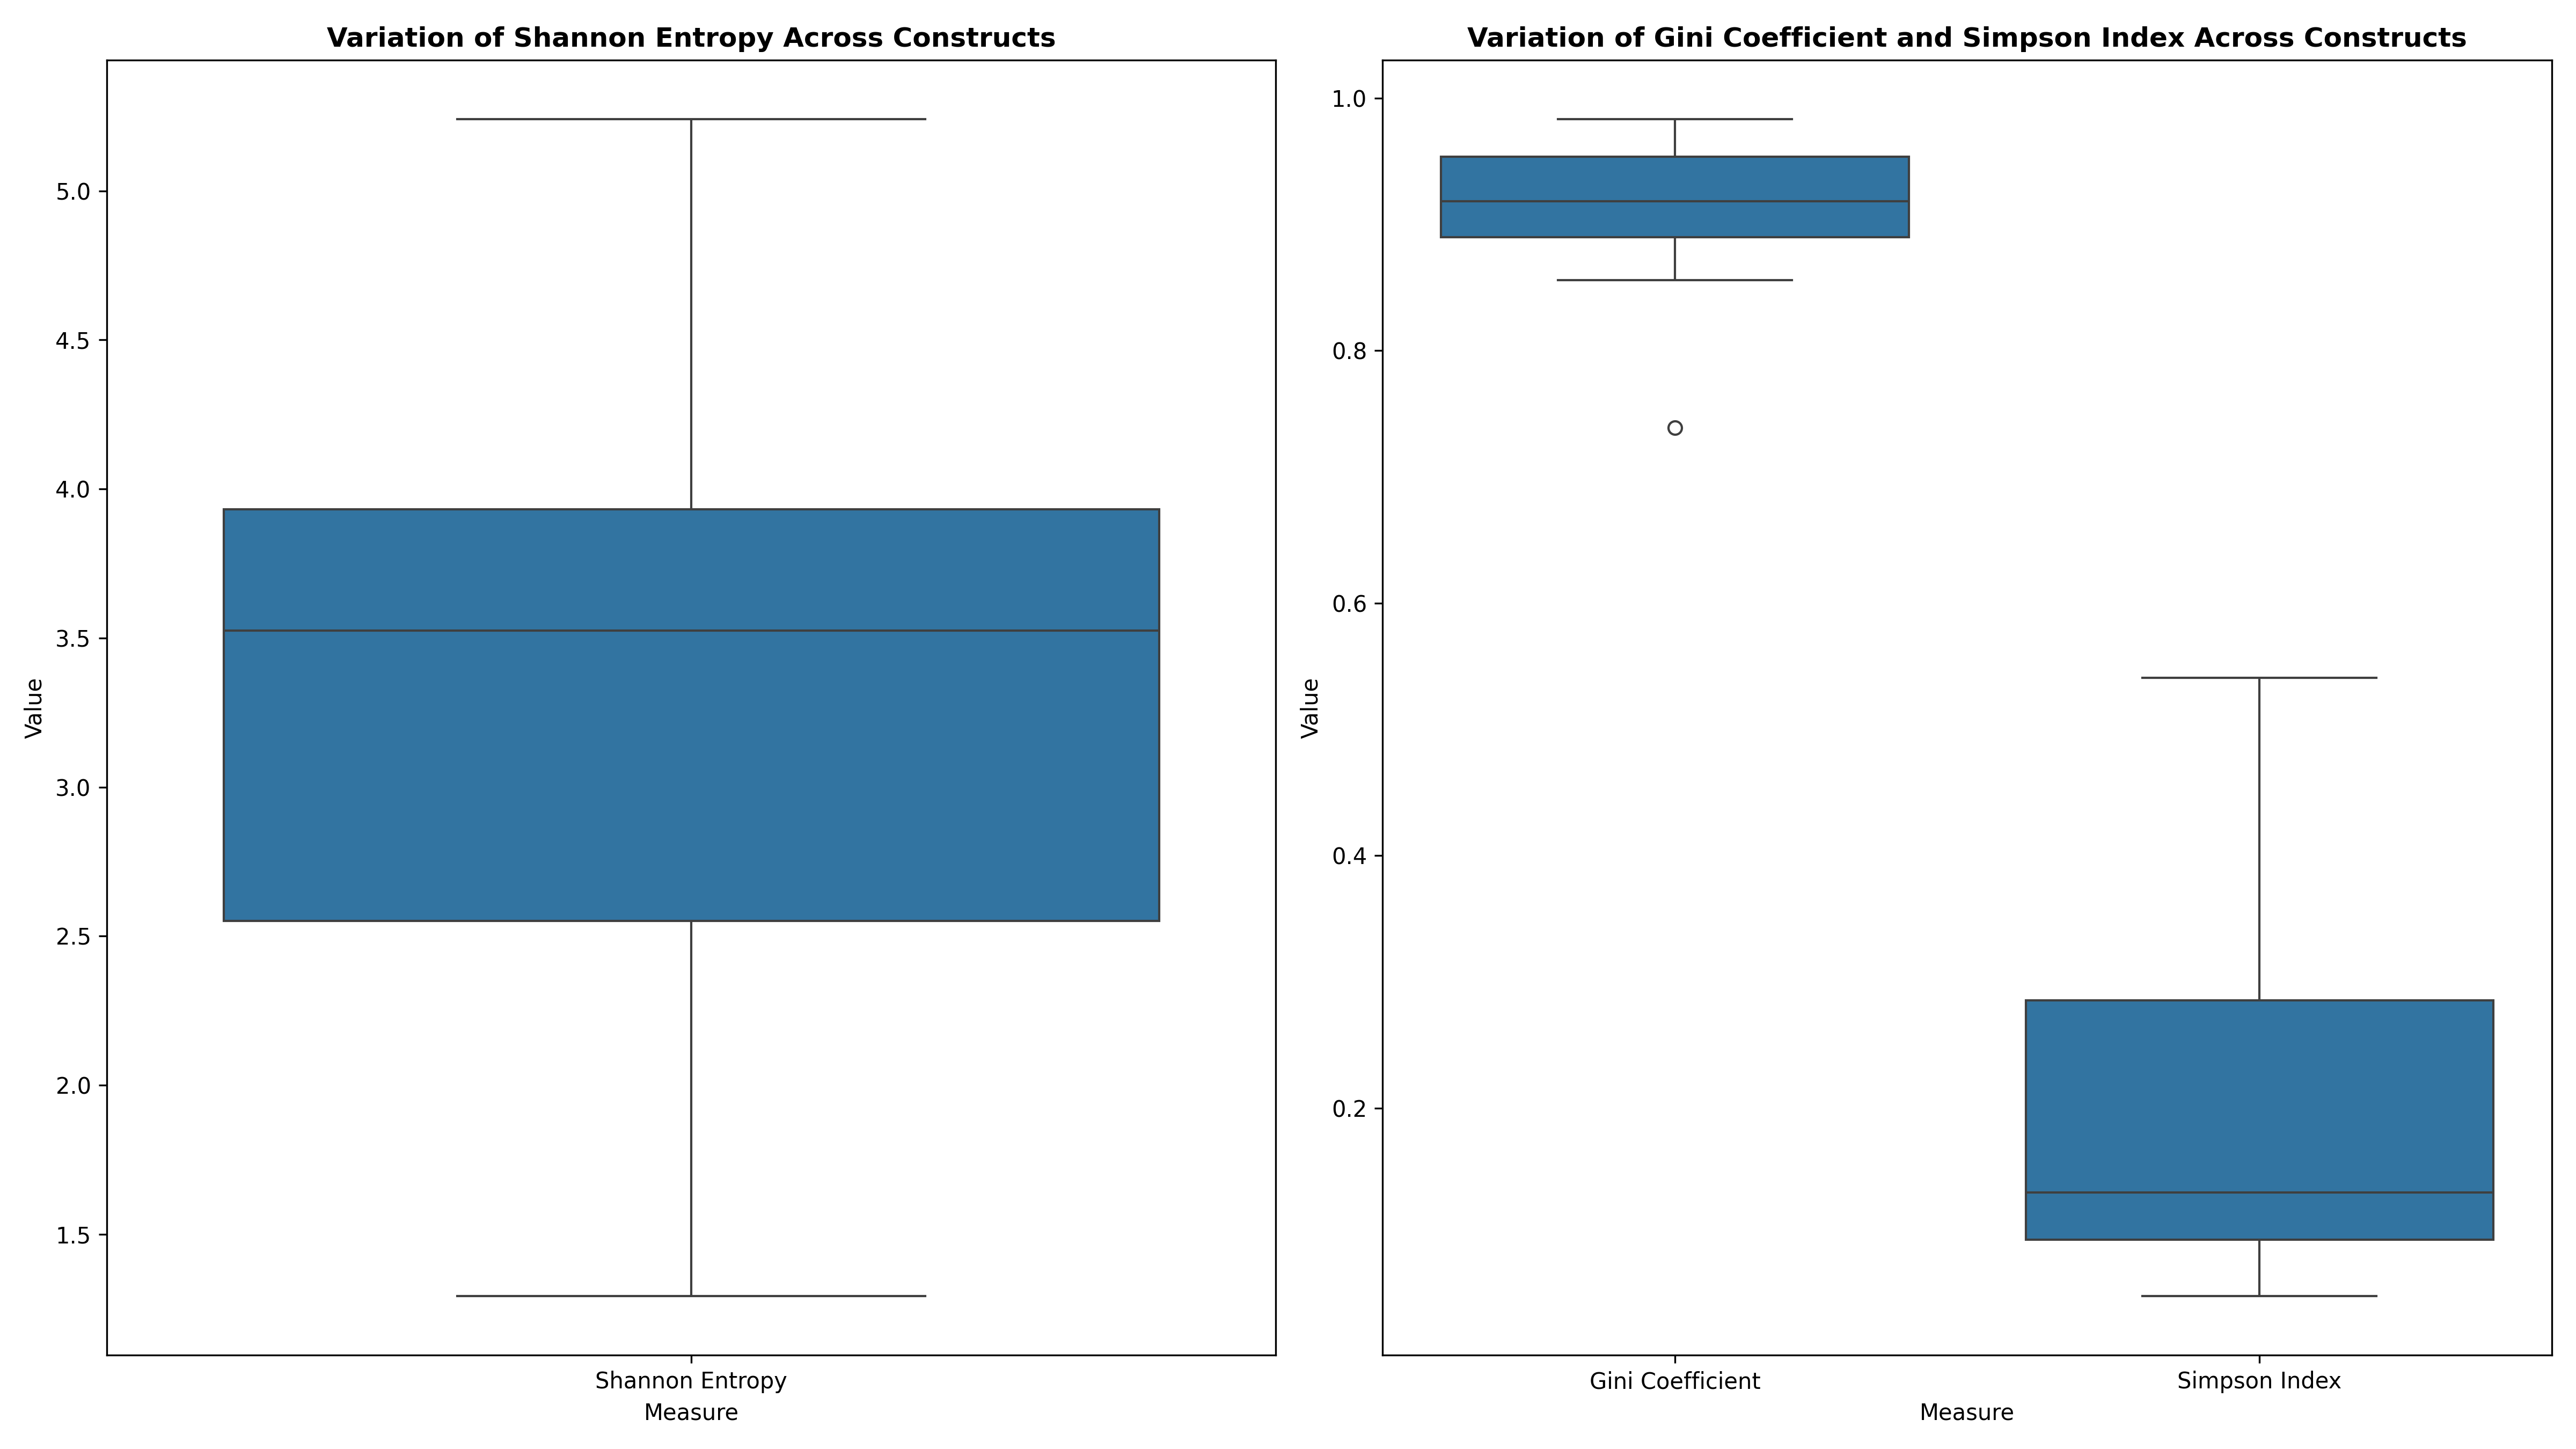 Variation of Shannon Entropy Across Constructs
5.0
4.5
4.0
3.5
3.0
2.5
2.0
1.5
Value
Shannon Entropy
Measure
Variation of Gini Coefficient and Simpson Index Across Constructs
1.0
0.8
0.6
0.4
0.2
Value
Gini Coefficient
Simpson Index
Measure